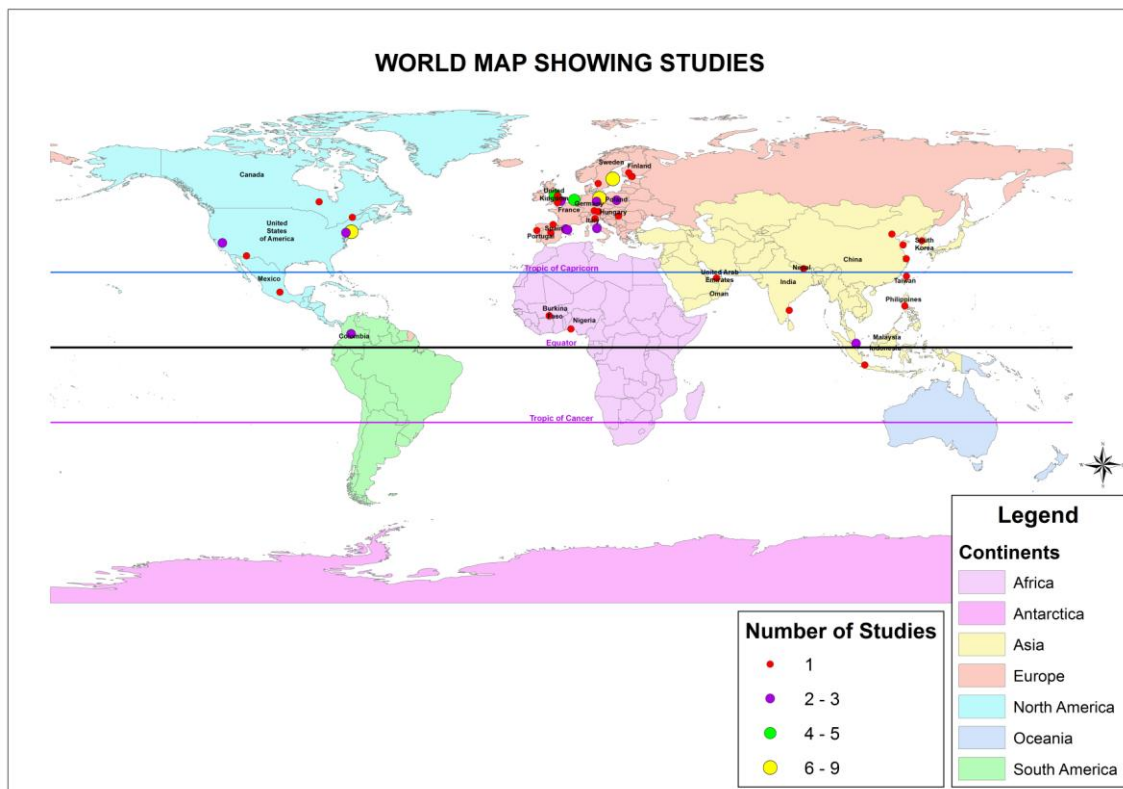 WORLD MAP SHOWING STUDIES
Canada
United
States
of America
Mexico
Colombia
Sweden
Finland
United
Kingdom
Germany
Poland
France
Hungary
Italy
Spain
Portugal
Tropic of Capricorn
United Arab
Emirates
Oman
Nepal
India
China
South
Korea
Taiwan
Philippines
Burkina
Faso
Nigeria
Equator
Malaysia
Indonesia
Tropic of Cancer
Number of Studies
1
2 - 3
4 - 5
6 - 9
Legend
Continents
Africa
Antarctica
Asia
Europe
North America
Oceania
South America